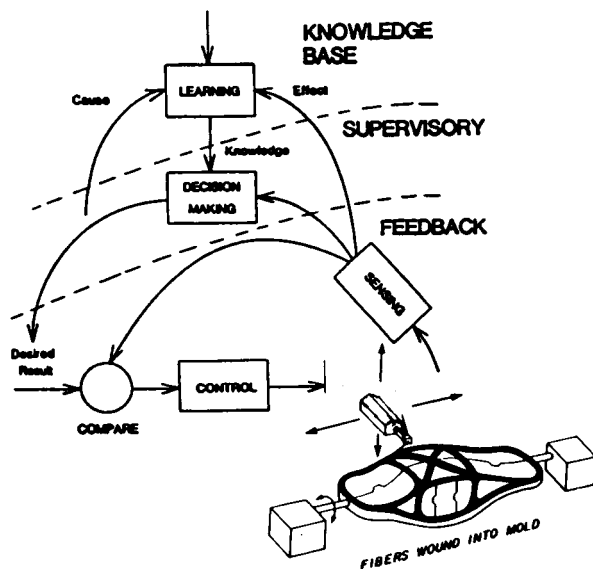 KNOWLEDGE
BASE
Cause
LEARNING
Effect
SUPERVISORY
Knowledge
DECISION
MAKING
FEEDBACK
SENSING
Desired
Result
CONTROL
COMPARE
FIBERS WOUND INTO MOLD